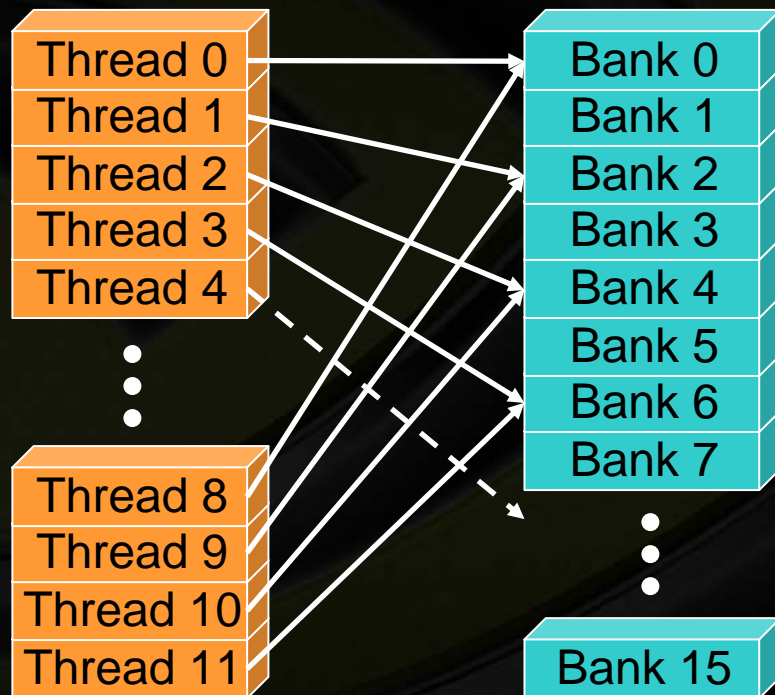 Thread 0
Thread 1
Thread 2
Thread 3
Thread 4
Thread 8
Thread 9
Thread 10
Thread 11
Bank 0
Bank 1
Bank 2
Bank 3
Bank 4
Bank 5
Bank 6
Bank 7
Bank 15